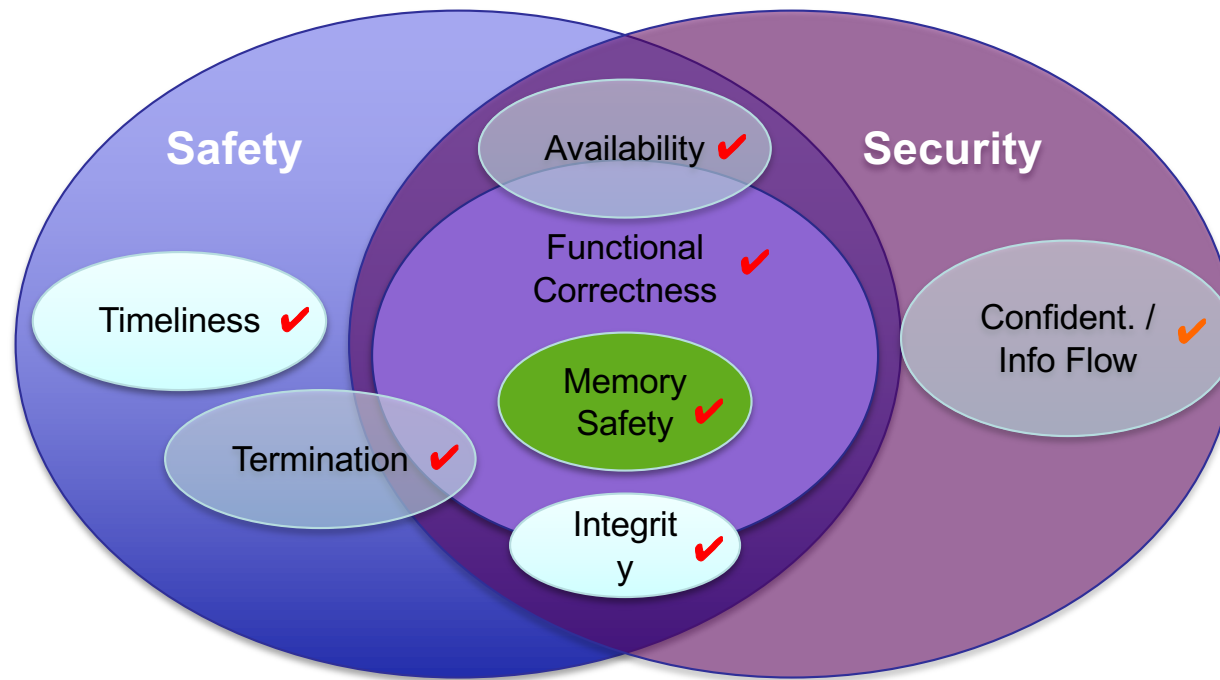 Safety
Security
Availability ✔
Functional
Correctness ✔
Timeliness ✔
Confident. /
Info Flow ✔
Memory
Safety ✔
Termination ✔
Integrit
y ✔